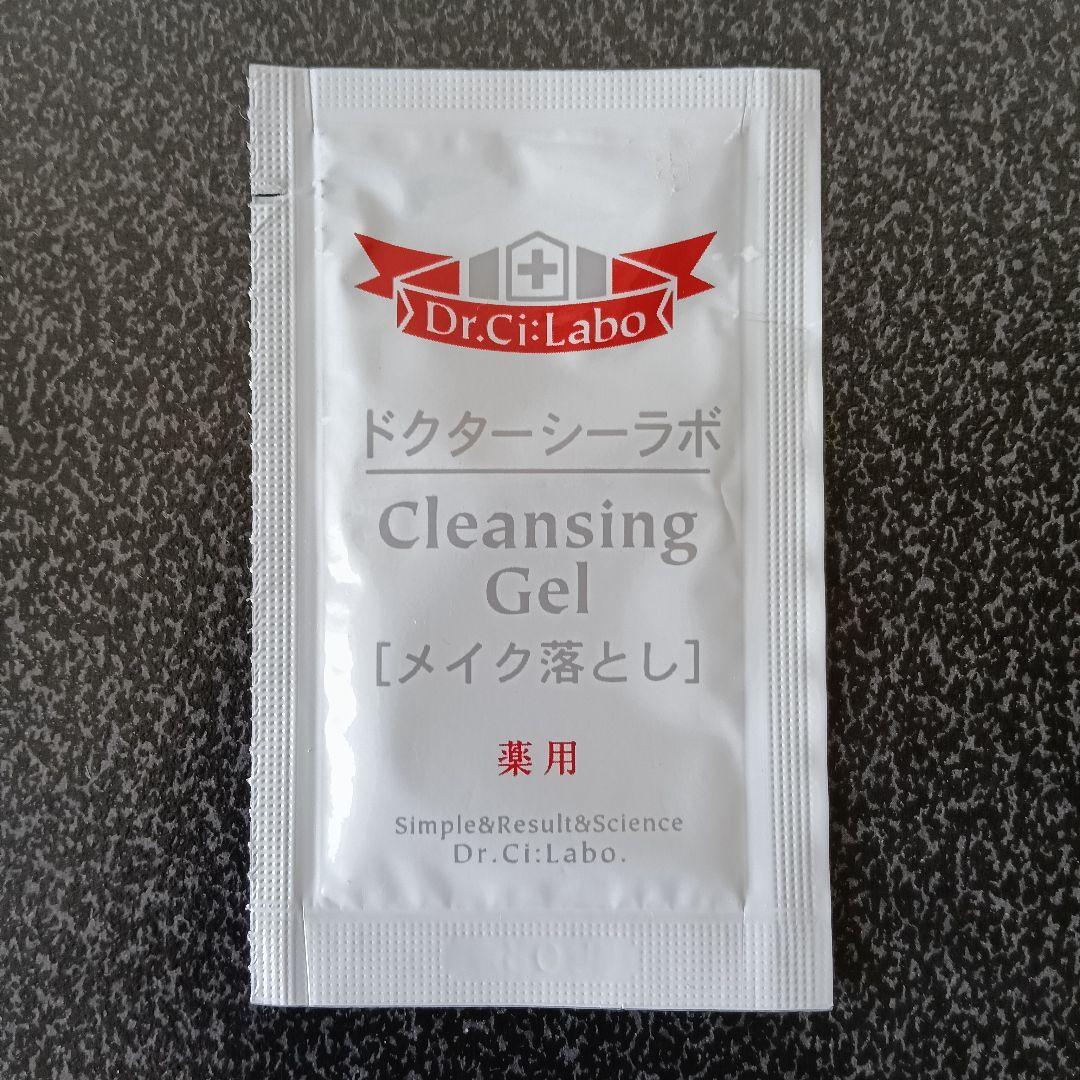 Dr.Ci:Labo
ドクターシーラボ
Cleansing
Gel
[メイク落とし]
薬用
Simple&Result&Science
Dr.Ci:Labo.